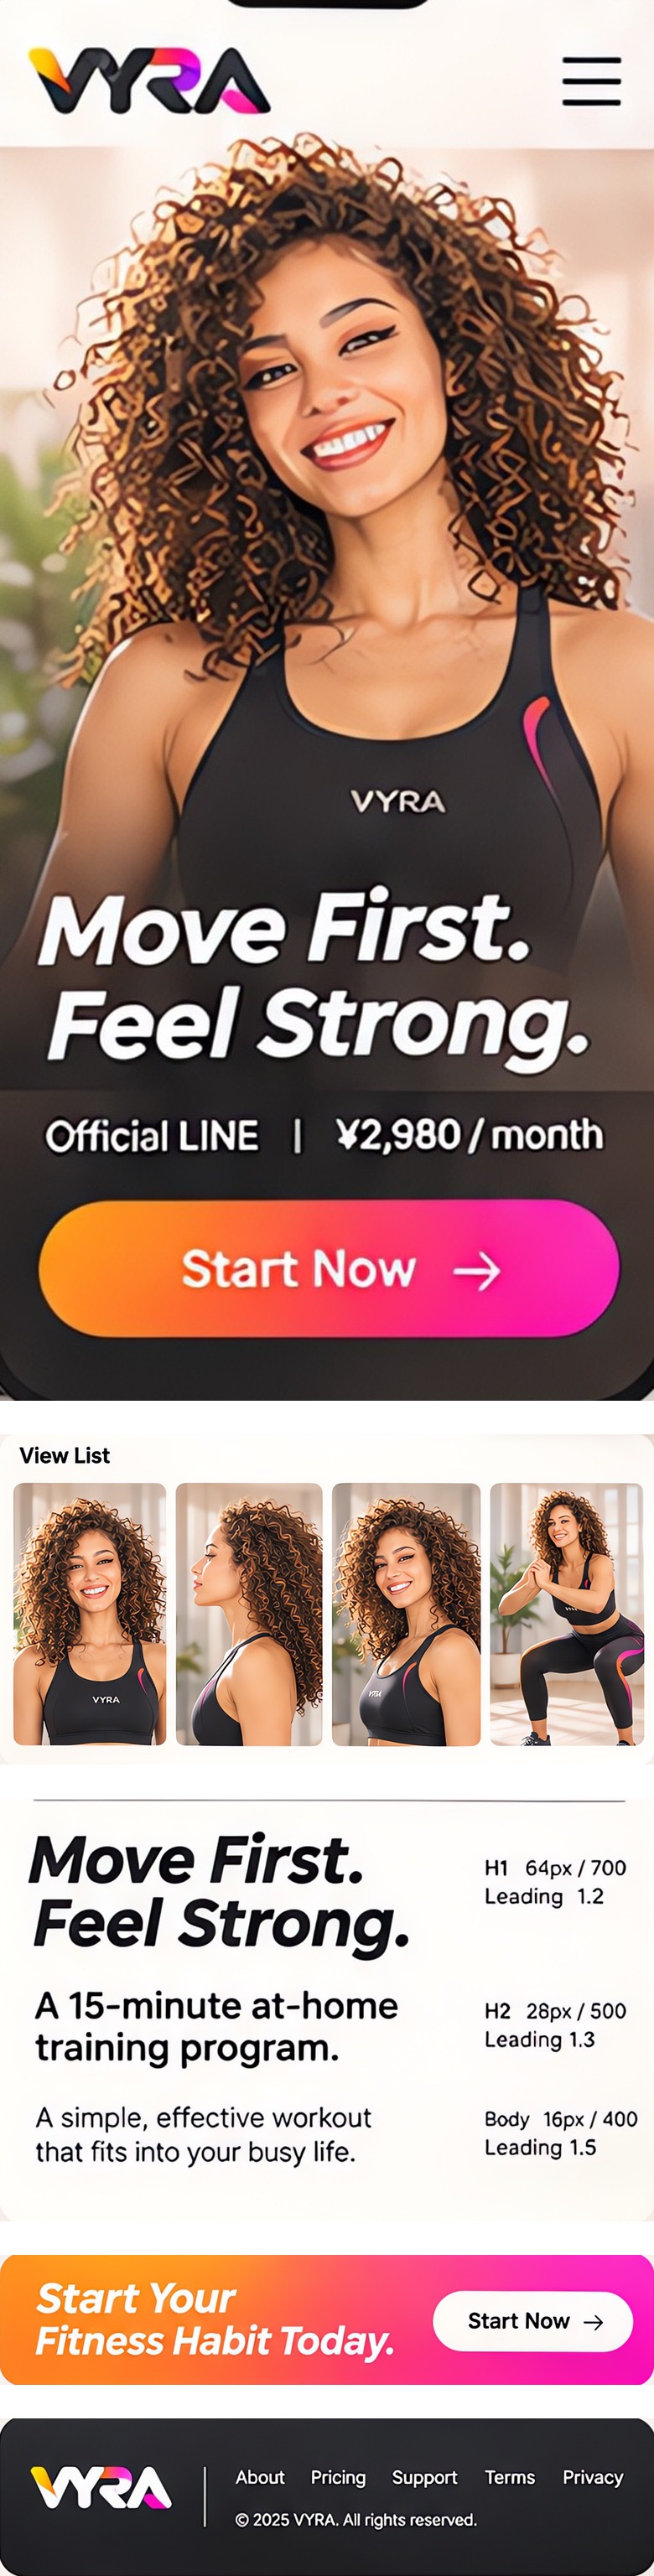 VYRA
VYRA
Move First.
Feel Strong.
Official LINE | ¥2,980 / month
Start Now →
View List
VYRA
Move First.
Feel Strong.
H1 64px / 700
Leading 1.2
A 15-minute at-home
training program.
H2 28px / 500
Leading 1.3
A simple, effective workout
that fits into your busy life.
Body 16px / 400
Leading 1.5
Start Your
Fitness Habit Today.
Start Now →
VYRA
About Pricing Support Terms Privacy
© 2025 VYRA. All rights reserved.